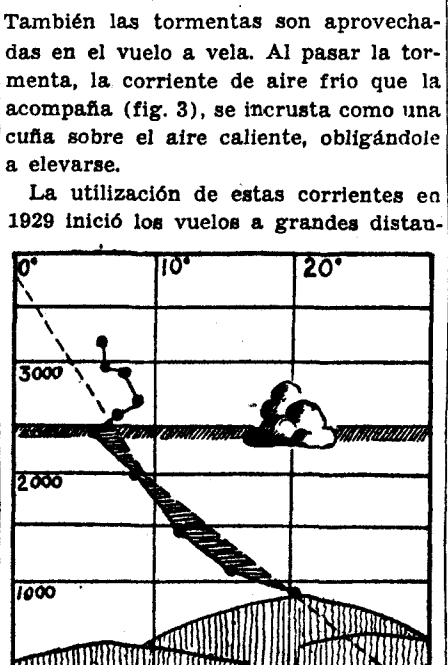 También las tormentas son aprovecha-
das en el vuelo a vela. Al pasar la tor-
menta, la corriente de aire frio que la
acompaña (fig. 3), se incrusta como una
cuña sobre el aire caliente, obligándole
a elevarse.
La utilización de estas corrientes en
1929 inició los vuelos a grandes distan-
0° 10° 20°
3000
2000
1000